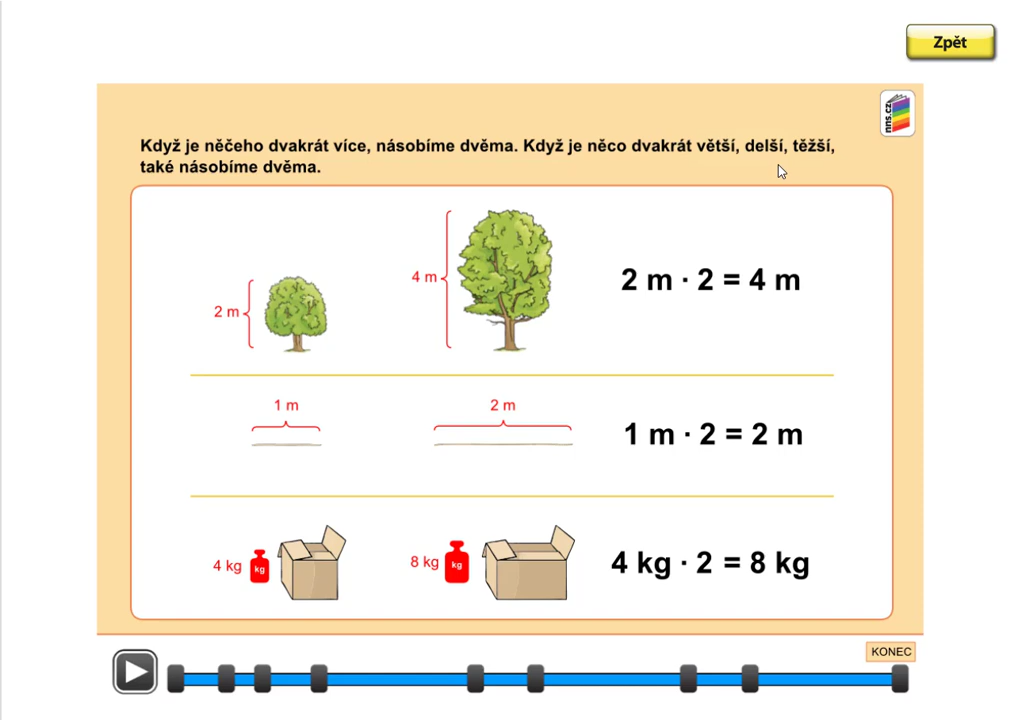 Zpět
nns.cz
Když je něčeho dvakrát více, násobíme dvěma. Když je něco dvakrát větší, delší, těžší,
také násobíme dvěma.
2 m
4 m
2 m · 2 = 4 m
1 m
2 m
1 m · 2 = 2 m
4 kg
kg
8 kg
kg
4 kg · 2 = 8 kg
KONEC